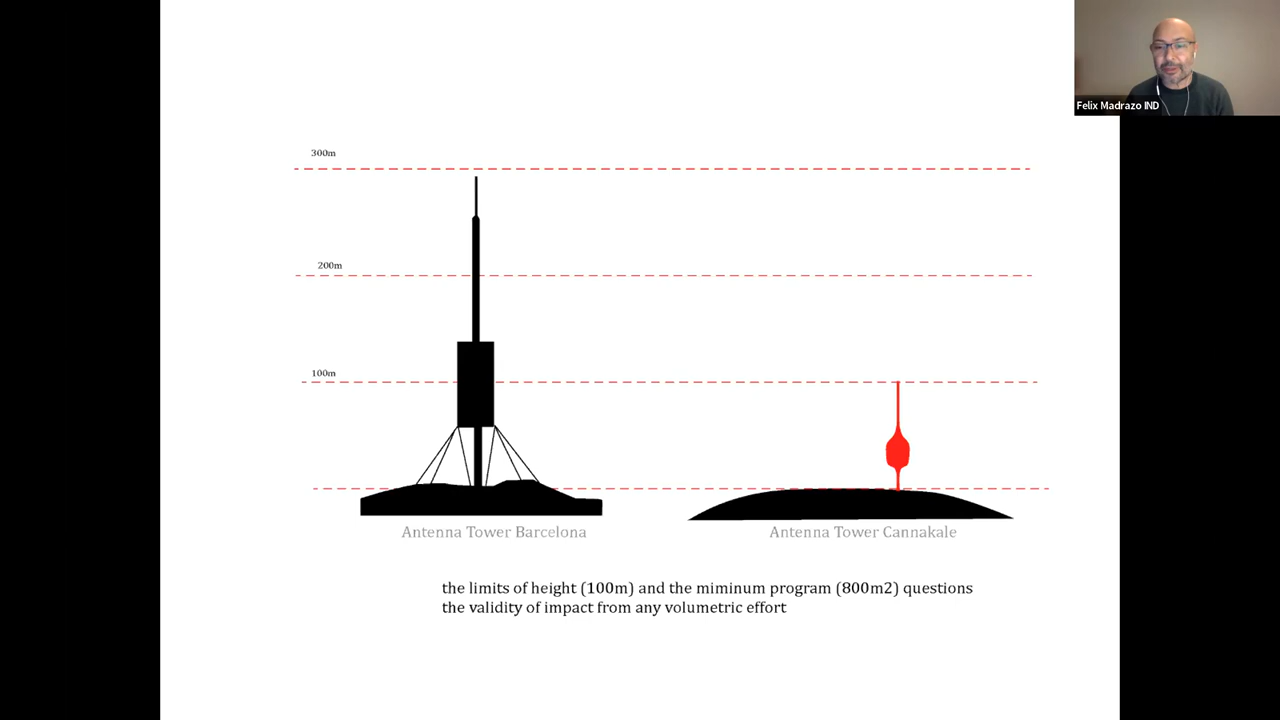 Felix Madrazo IND
300m
200m
100m
Antenna Tower Barcelona
Antenna Tower Cannakale
the limits of height (100m) and the miminum program (800m2) questions
the validity of impact from any volumetric effort